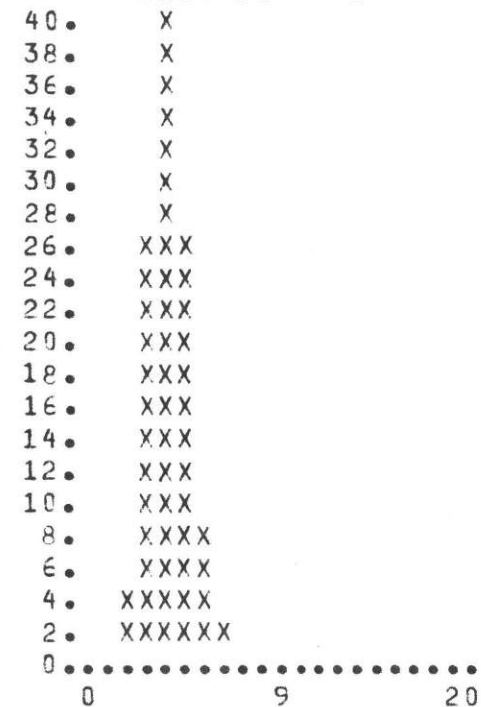 40.    X
38.    X
36.    X
34.    X
32.    X
30.    X
28.    X
26.   XXX
24.   XXX
22.   XXX
20.   XXX
18.   XXX
16.   XXX
14.   XXX
12.   XXX
10.   XXX
8.   XXXX
6.   XXXX
4.  XXXXX
2.  XXXXXX
0......................
0 9 20